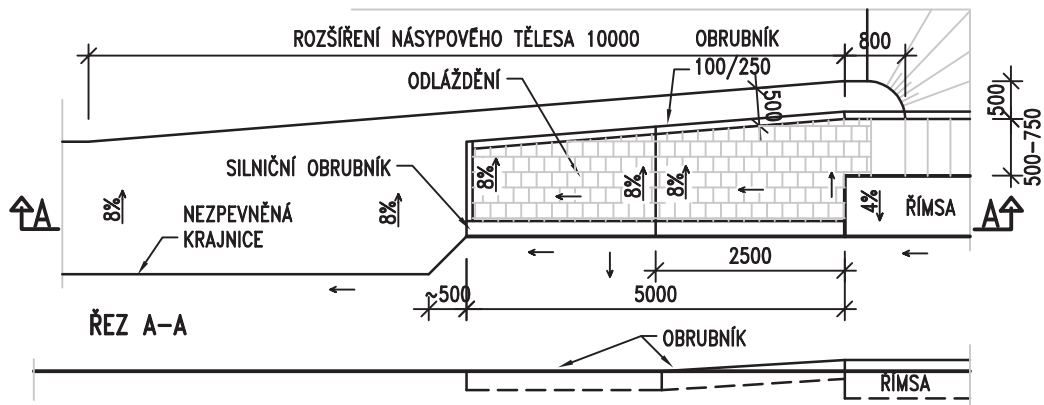 ROZŠÍŘENÍ NÁSYPOVÉHO TĚLESA 10000
OBRUBNÍK
100/250
800
ODLÁŽDĚNÍ
500
500
500-750
SILNIČNÍ OBRUBNÍK
8%
8%
8%
8%
8%
4%
ŘÍMSA
A
A
NEZPEVNĚNÁ
KRAJNICE
2500
~500
5000
ŘEZ A-A
OBRUBNÍK
ŘÍMSA